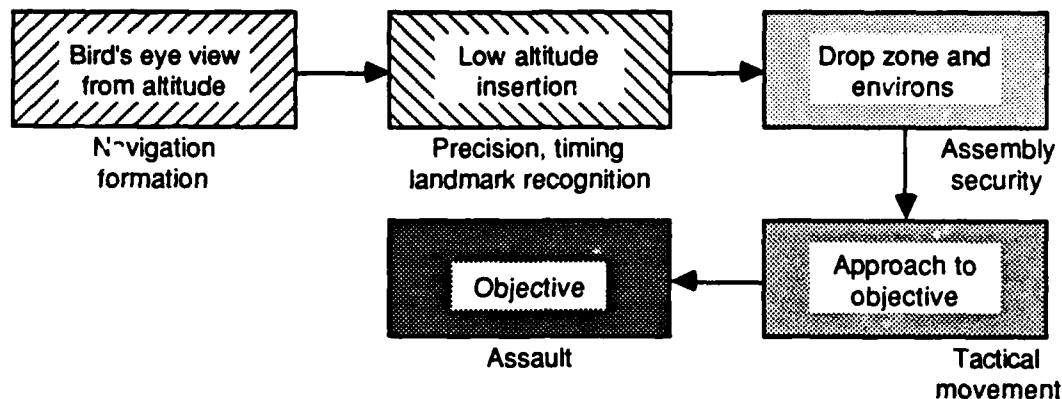 Bird's eye view
from altitude
Navigation
formation
Low altitude
insertion
Precision, timing
landmark recognition
Drop zone and
environs
Assembly
security
Approach to
objective
Tactical
movement
Objective
Assault